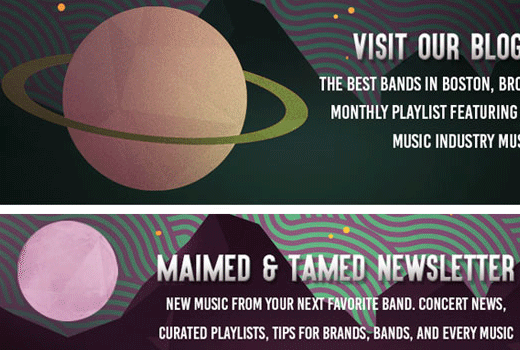 VISIT OUR BLOG
THE BEST BANDS IN BOSTON, BRO
MONTHLY PLAYLIST FEATURING
MUSIC INDUSTRY MUS
MAIMED & TAMED NEWSLETTER
NEW MUSIC FROM YOUR NEXT FAVORITE BAND. CONCERT NEWS,
CURATED PLAYLISTS, TIPS FOR BRANDS, BANDS, AND EVERY MUSIC